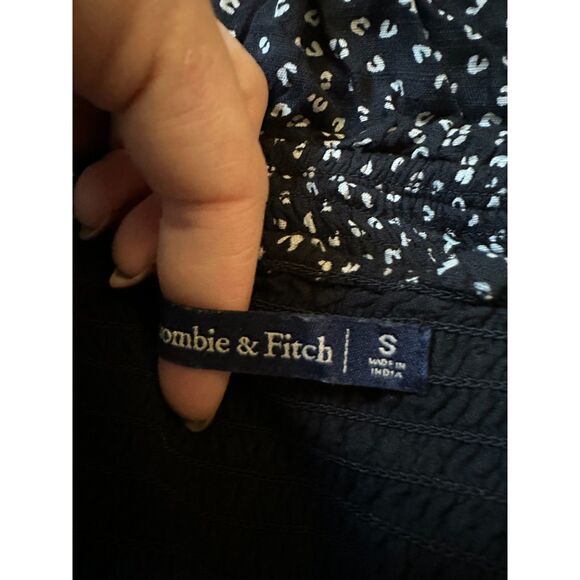 ombie & Fitch
S
MADE IN
INDIA